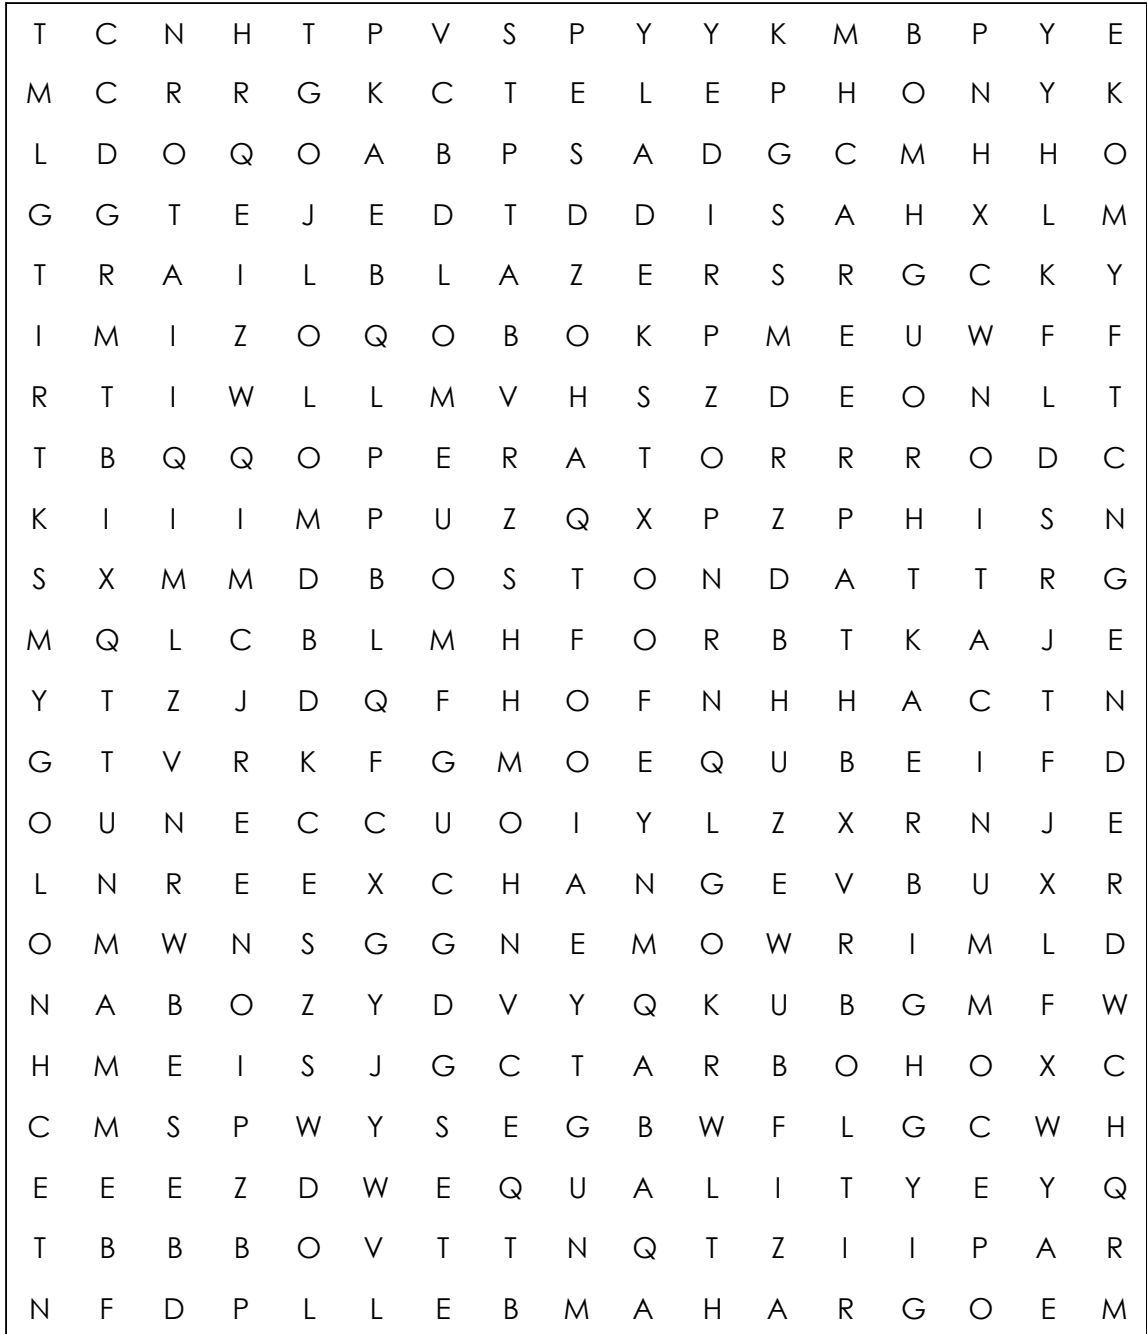 T C N H T P V S P Y Y K M B P Y E
M C R R G K C T E L E P H O N Y K
L D O Q O A B P S A D G C M H H O
G G T E J E D T D D I S A H X L M
T R A I L B L A Z E R S R G C K Y
I M I Z O Q O B O K P M E U W F F
R T I W L L M V H S Z D E O N L T
T B Q Q O P E R A T O R R R O D C
K I I I M P U Z Q X P Z P H I S N
S X M M D B O S T O N D A T T R G
M Q L C B L M H F O R B T K A J E
Y T Z J D Q F H O F N H H A C T N
G T V R K F G M O E Q U B E I F D
O U N E C C U O I Y L Z X R N J E
L N R E E X C H A N G E V B U X R
O M W N S G G N E M O W R I M L D
N A B O Z Y D V Y Q K U B G M F W
H M E I S J G C T A R B O H O X C
C M S P W Y S E G B W F L G C W H
E E E Z D W E Q U A L I T Y E Y Q
T B B B O V T T N Q T Z I I P A R
N F D P L L E B M A H A R G O E M